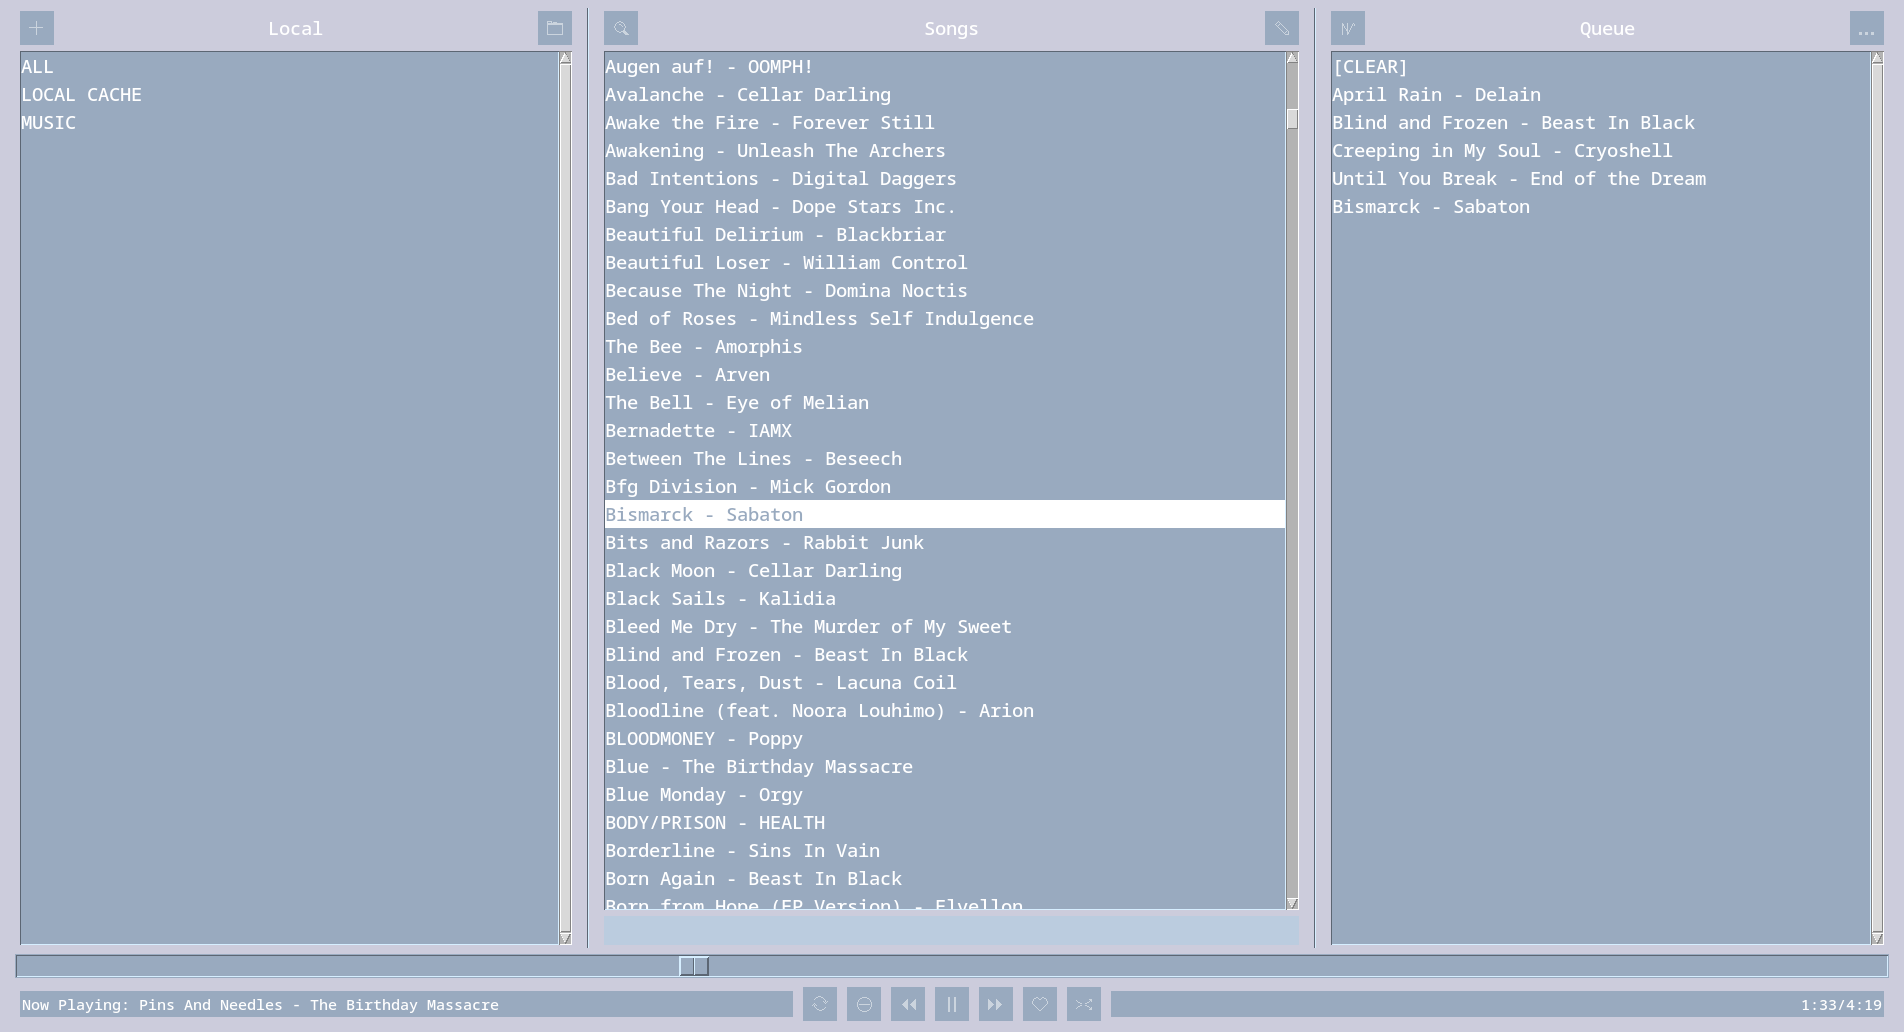 Local
ALL
LOCAL CACHE
MUSIC
Songs
Augen auf! - OOMPH!
Avalanche - Cellar Darling
Awake the Fire - Forever Still
Awakening - Unleash The Archers
Bad Intentions - Digital Daggers
Bang Your Head - Dope Stars Inc.
Beautiful Delirium - Blackbriar
Beautiful Loser - William Control
Because The Night - Domina Noctis
Bed of Roses - Mindless Self Indulgence
The Bee - Amorphis
Believe - Arven
The Bell - Eye of Melian
Bernadette - IAMX
Between The Lines - Beseech
Bfg Division - Mick Gordon
Bismarck - Sabaton
Bits and Razors - Rabbit Junk
Black Moon - Cellar Darling
Black Sails - Kalidia
Bleed Me Dry - The Murder of My Sweet
Blind and Frozen - Beast In Black
Blood, Tears, Dust - Lacuna Coil
Bloodline (feat. Noora Louhimo) - Arion
BLOODMONEY - Poppy
Blue - The Birthday Massacre
Blue Monday - Orgy
BODY/PRISON - HEALTH
Borderline - Sins In Vain
Born Again - Beast In Black
Born from Hope (EP Version) - Elvellon
Queue
...
[CLEAR]
April Rain - Delain
Blind and Frozen - Beast In Black
Creeping in My Soul - Cryoshell
Until You Break - End of the Dream
Bismarck - Sabaton
Now Playing: Pins And Needles - The Birthday Massacre
1:33/4:19